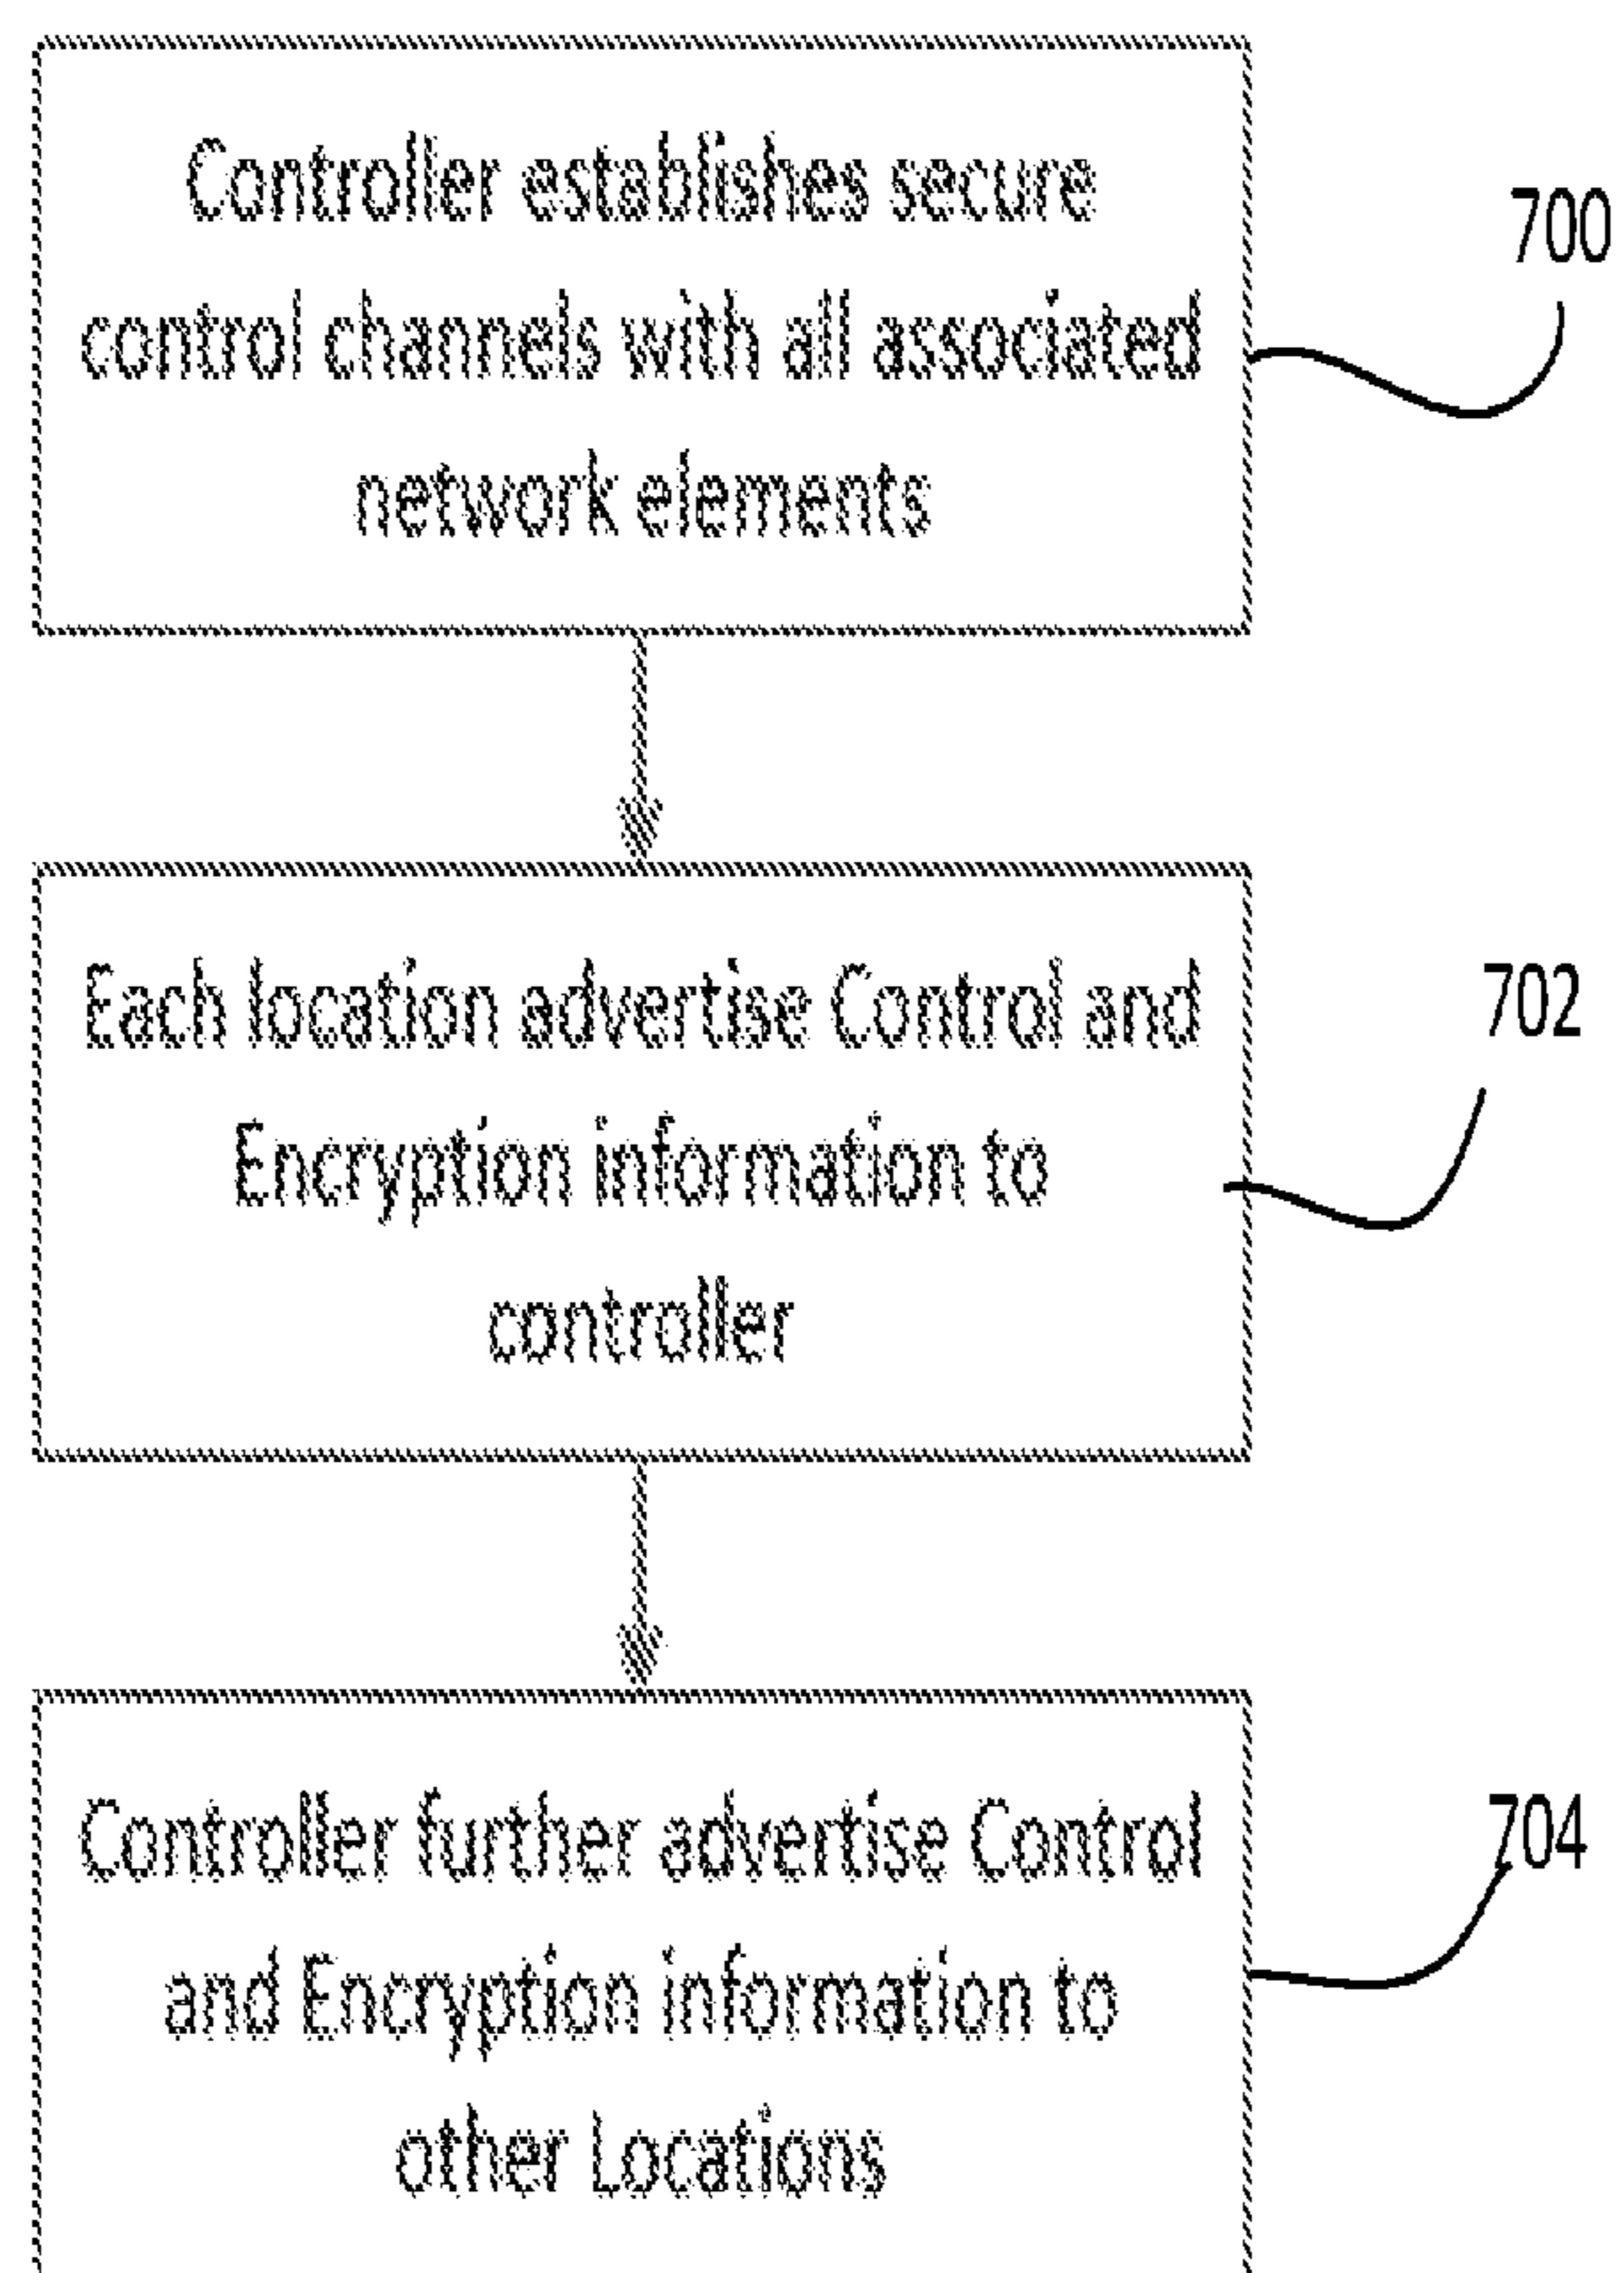 Controller establishes secure
control channels with all associated
network elements
700
Each location advertise Control and
Encryption information to
controller
702
Controller further advertise Control
and Encryption information to
other Locations
704